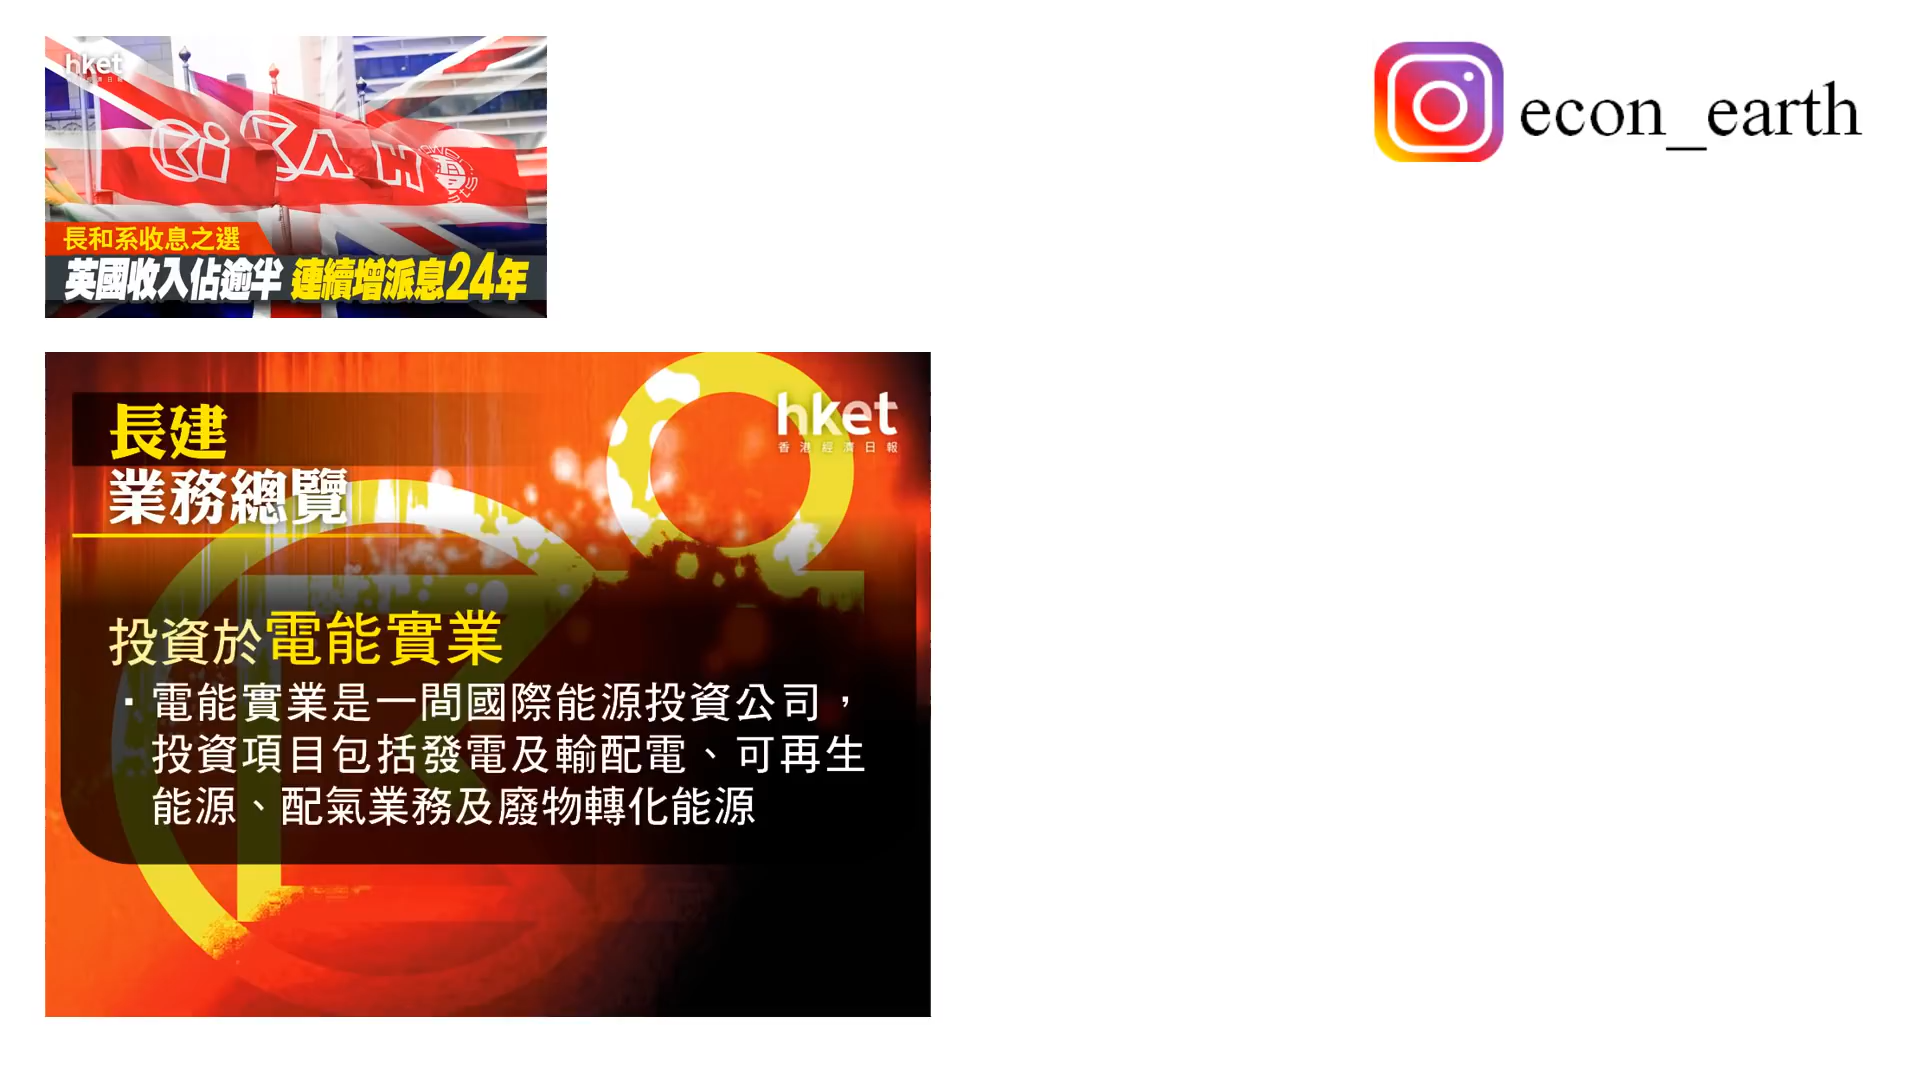 hket
長和系收息之選
英國收入佔逾半 連續增派息24年
econ_earth
長建
業務總覽
hket
香港經濟日報
投資於電能實業
▪電能實業是一間國際能源投資公司，
投資項目包括發電及輸配電、可再生
能源、配氣業務及廢物轉化能源